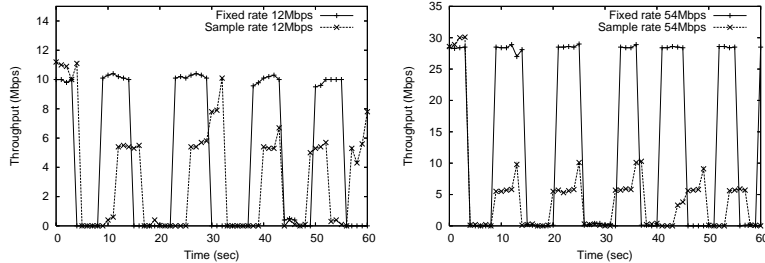 Fixed rate 12Mbps
Sample rate 12Mbps
14
12
10
8
6
4
2
0
Throughput (Mbps)
0 10 20 30 40 50 60
Time (sec)
Fixed rate 54Mbps
Sample rate 54Mbps
35
30
25
20
15
10
5
0
Throughput (Mbps)
0 10 20 30 40 50 60
Time (sec)